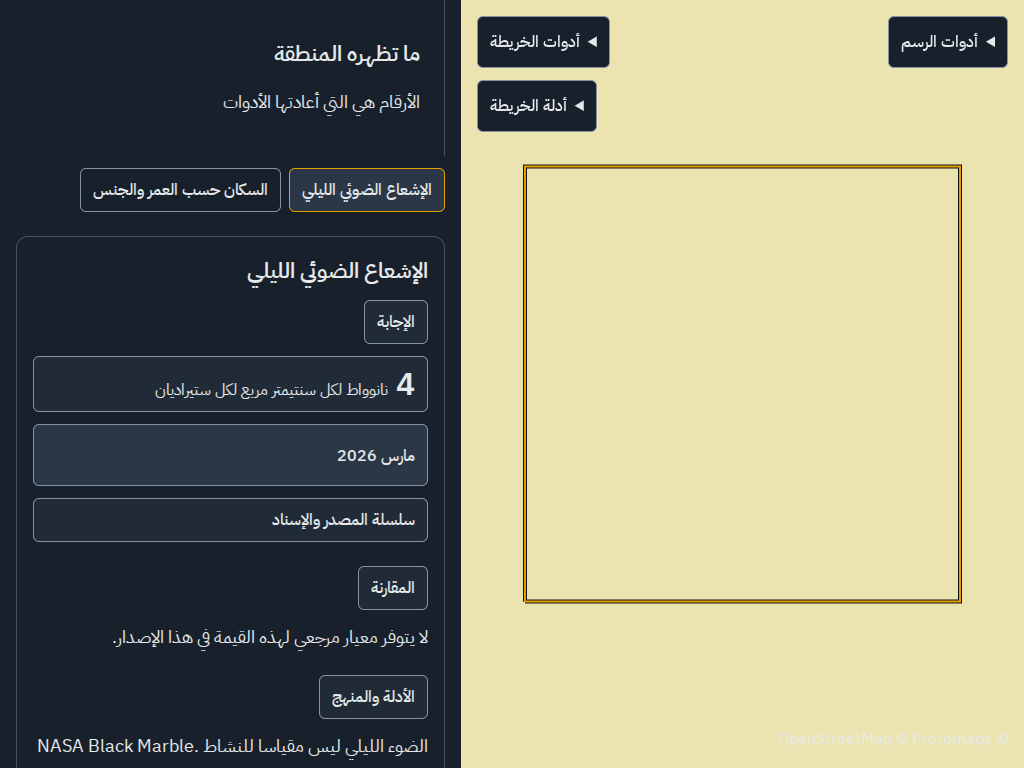 أدوات الرسم
أدوات الخريطة
أدلة الخريطة
OpenStreetMap © Protomaps ©
ما تظهره المنطقة
الأرقام هي التي أعادتها الأدوات
الإشعاع الضوئي الليلي
السكان حسب العمر والجنس
الإشعاع الضوئي الليلي
الإجابة
4 نانوواط لكل سنتيمتر مربع لكل ستيراديان
مارس 2026
سلسلة المصدر والإسناد
المقارنة
لا يتوفر معيار مرجعي لهذه القيمة في هذا الإصدار.
الأدلة والمنهج
الضوء الليلي ليس مقياسا للنشاط .NASA Black Marble